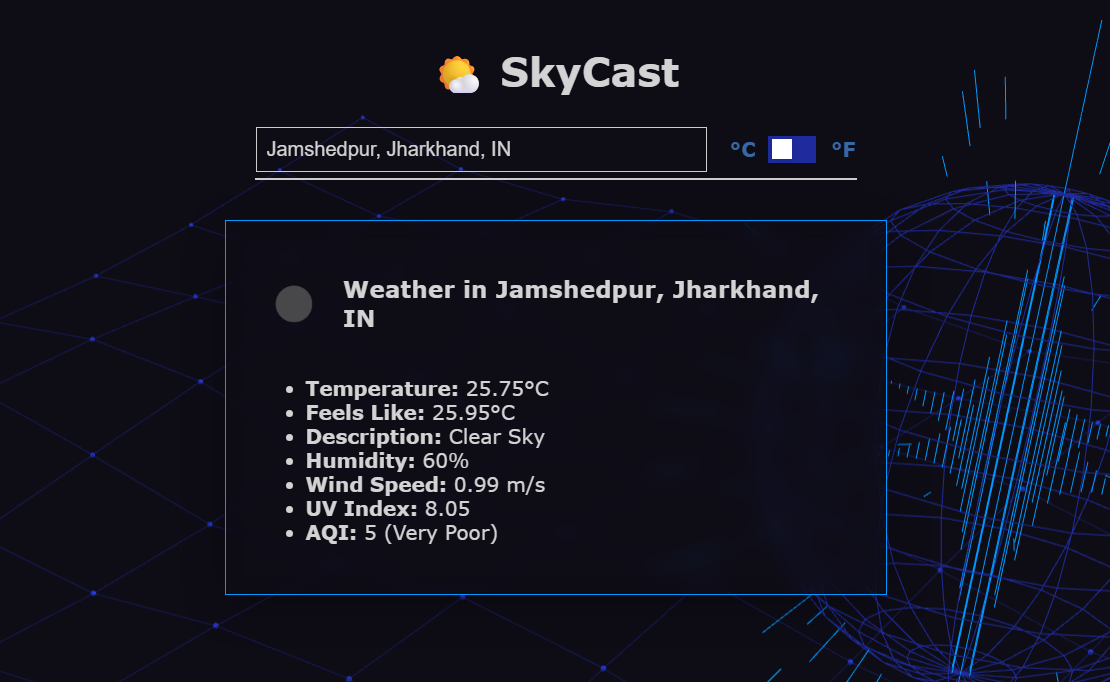 SkyCast
Jamshedpur, Jharkhand, IN
°C °F
Weather in Jamshedpur, Jharkhand,
IN
• Temperature: 25.75°C
• Feels Like: 25.95°C
• Description: Clear Sky
• Humidity: 60%
• Wind Speed: 0.99 m/s
• UV Index: 8.05
• AQI: 5 (Very Poor)